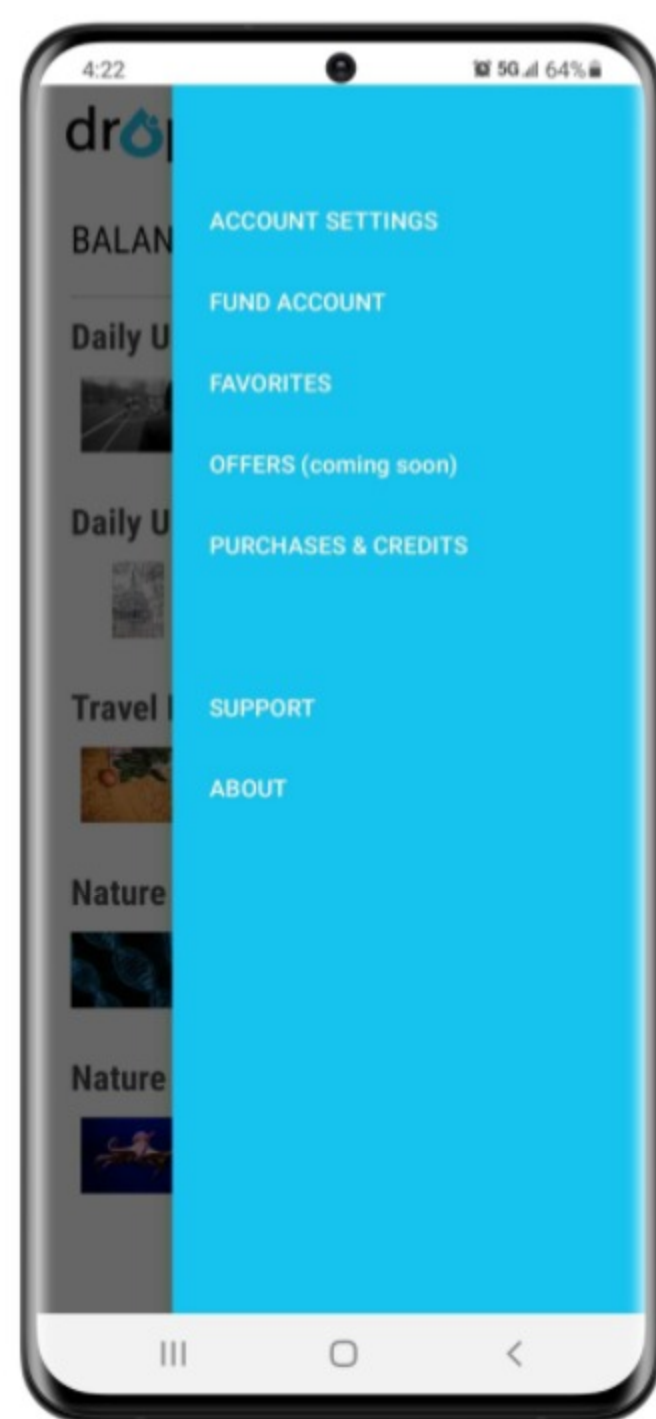 4:22 5G 64%
dr
BALAN
ACCOUNT SETTINGS
FUND ACCOUNT
Daily U
FAVORITES
OFFERS (coming soon)
Daily U
PURCHASES & CREDITS
Travel
SUPPORT
ABOUT
Nature
Nature